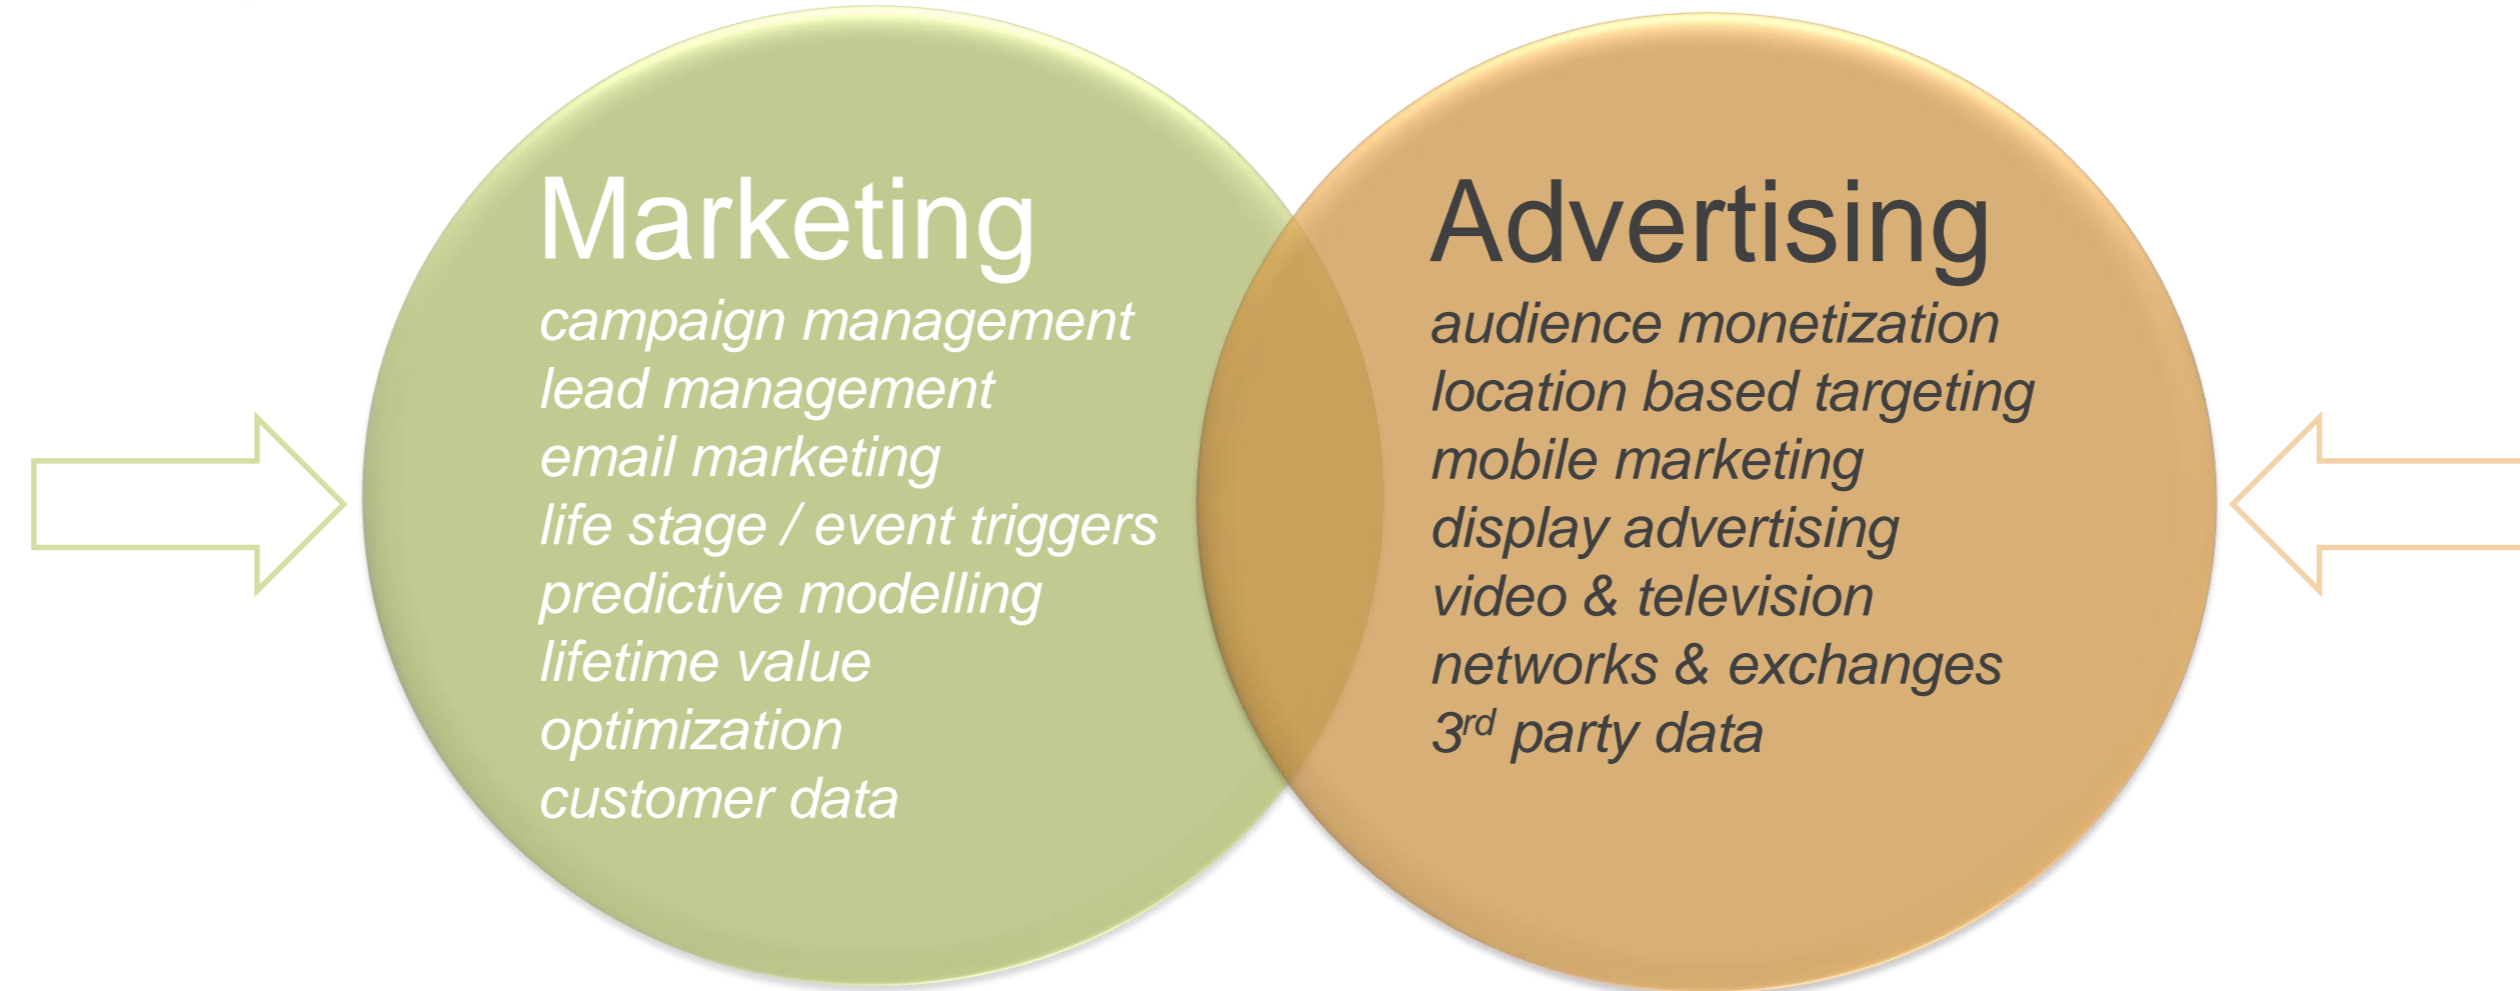 Marketing
campaign management
lead management
email marketing
life stage / event triggers
predictive modelling
lifetime value
optimization
customer data
Advertising
audience monetization
location based targeting
mobile marketing
display advertising
video & television
networks & exchanges
3rd party data